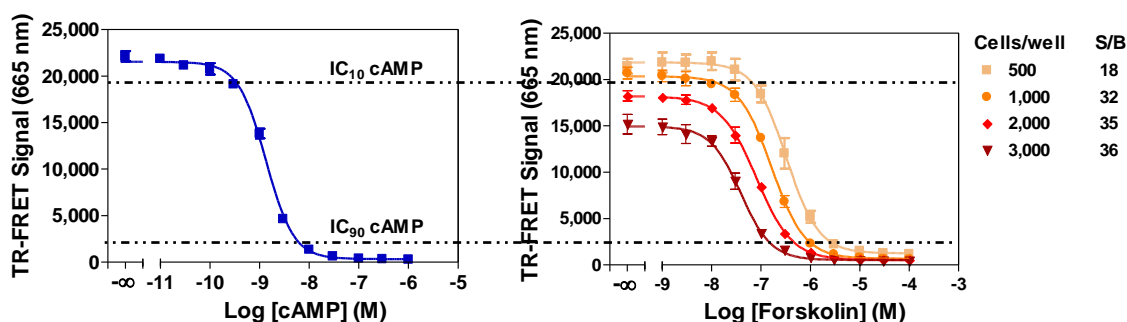 TR-FRET Signal (665 nm)
25,000
20,000
15,000
10,000
5,000
0
IC10 cAMP
IC90 cAMP
-∞ -11 -10 -9 -8 -7 -6 -5
Log [cAMP] (M)
TR-FRET Signal (665 nm)
25,000
20,000
15,000
10,000
5,000
0
-∞ -9 -8 -7 -6 -5 -4 -3
Log [Forskolin] (M)
Cells/well S/B
500 18
1,000 32
2,000 35
3,000 36